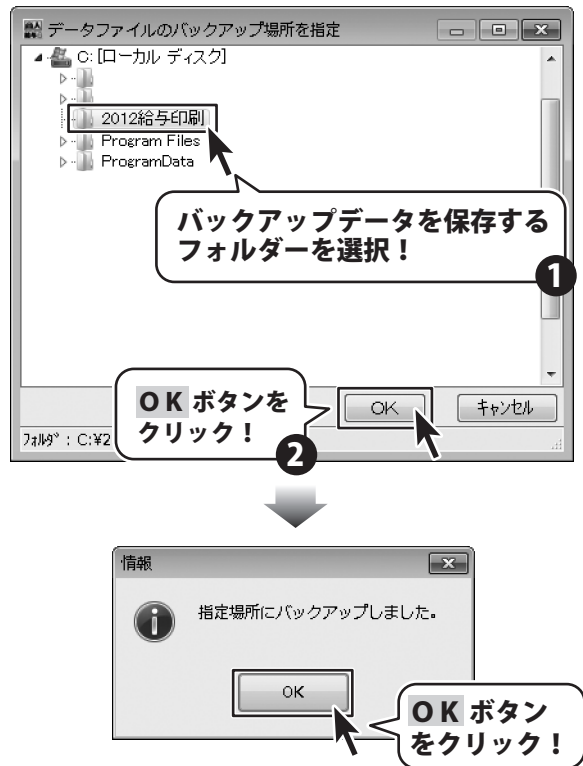 データファイルのバックアップ場所を指定
C:[ローカル ディスク]
2012給与印刷
Program Files
ProgramData
バックアップデータを保存する
フォルダーを選択！
1
OKボタンを
クリック！
2
OK
キャンセル
ﾌｫﾙﾀﾞ : C:¥2
情報
指定場所にバックアップしました。
OK
OKボタン
をクリック！